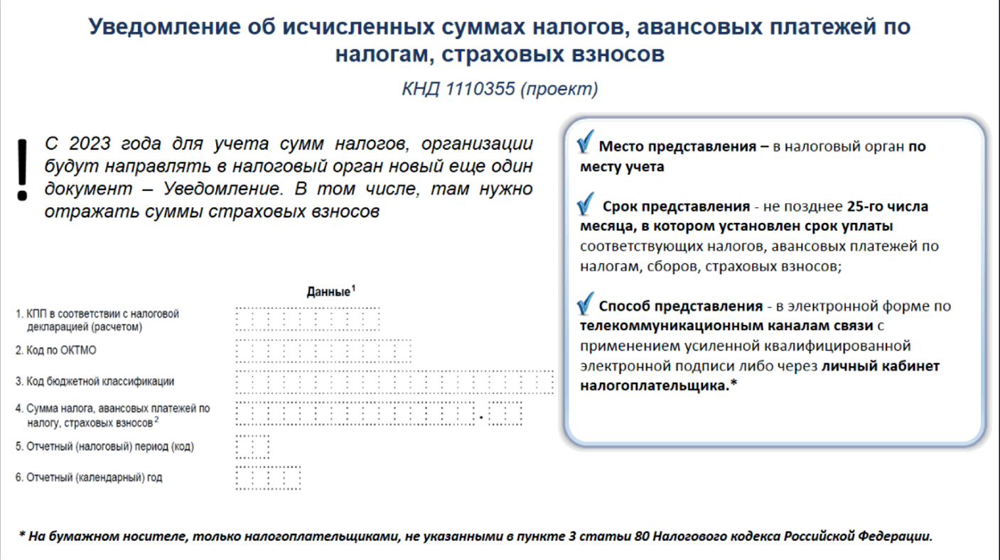 Уведомление об исчисленных суммах налогов, авансовых платежей по
налогам, страховых взносов
КНД 1110355 (проект)
! С 2023 года для учета сумм налогов, организации
будут направлять в налоговый орган новый еще один
документ – Уведомление. В том числе, там нужно
отражать суммы страховых взносов
Данные¹
1. КПП в соответствии с налоговой
декларацией (расчетом)
2. Код по ОКТМО
3. Код бюджетной классификации
4. Сумма налога, авансовых платежей по
налогу, страховых взносов²
.
5. Отчетный (налоговый) период (код)
6. Отчетный (календарный) год
Место представления – в налоговый орган по
месту учета
Срок представления - не позднее 25-го числа
месяца, в котором установлен срок уплаты
соответствующих налогов, авансовых платежей по
налогам, сборов, страховых взносов;
Способ представления - в электронной форме по
телекоммуникационным каналам связи с
применением усиленной квалифицированной
электронной подписи либо через личный кабинет
налогоплательщика.*
* На бумажном носителе, только налогоплательщиками, не указанными в пункте 3 статьи 80 Налогового кодекса Российской Федерации.